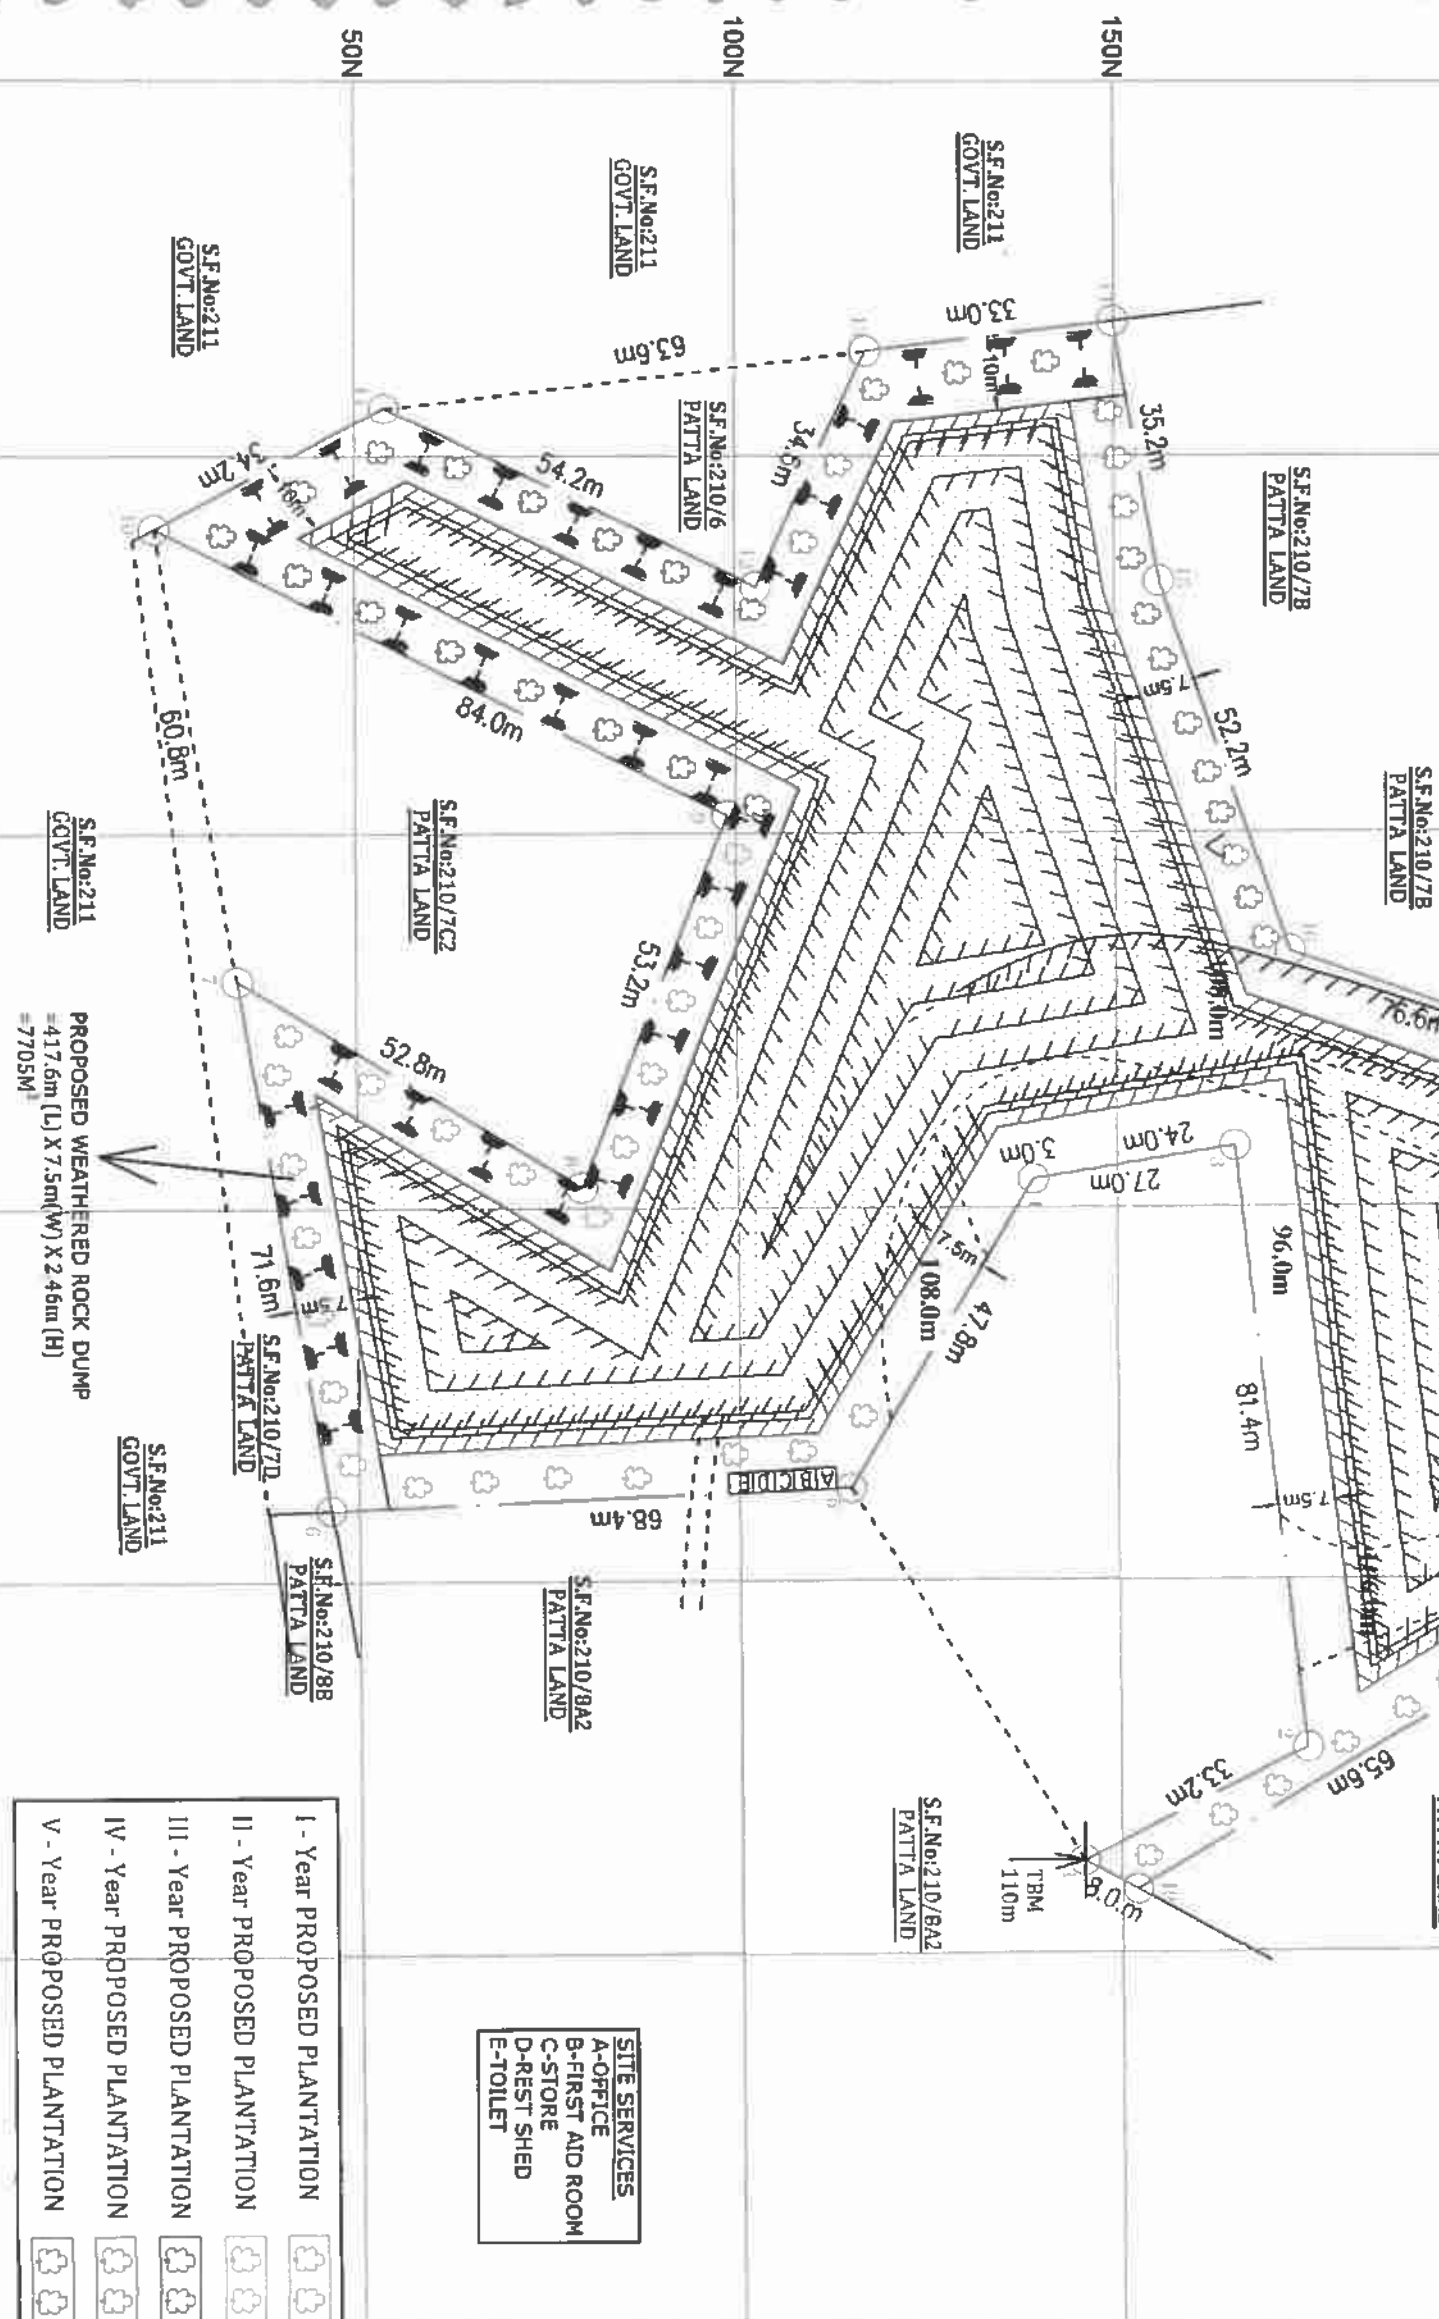 50N
100N
150N
S.F.No:211
GOVT. LAND
S.F.No:211
GOVT. LAND
S.F.No:211
GOVT. LAND
33.0m
10m
35.2m
63.6m
S.F.No:210/6
PATTA LAND
34.6m
54.2m
34.2m
10m
S.F.No:210/7B
PATTA LAND
7.5m
52.2m
S.F.No:210/7B
PATTA LAND
84.0m
60.8m
S.F.No:210/7C2
PATTA LAND
53.2m
S.F.No:211
GOVT. LAND
7
52.8m
PROPOSED WEATHERED ROCK DUMP
=417.6m (L) X 7.5m(W) X 2.46m (H)
=7705M³
3.0m
24.0m
27.0m
96.0m
7.5m
108.0m
47.8m
81.4m
7.5m
71.6m
7.5m
S.F.No:210/7D
PATTA LAND
ABCDE
68.4m
6
S.F.No:211
GOVT. LAND
S.F.No:210/8B
PATTA LAND
S.F.No:210/8A2
PATTA LAND
33.2m
65.6m
S.F.No:210/8A2
PATTA LAND
TBM
110m
8.0.m
SITE SERVICES
A-OFFICE
B-FIRST AID ROOM
C-STORE
D-REST SHED
E-TOILET
I - Year PROPOSED PLANTATION
II - Year PROPOSED PLANTATION
III - Year PROPOSED PLANTATION
IV - Year PROPOSED PLANTATION
V - Year PROPOSED PLANTATION